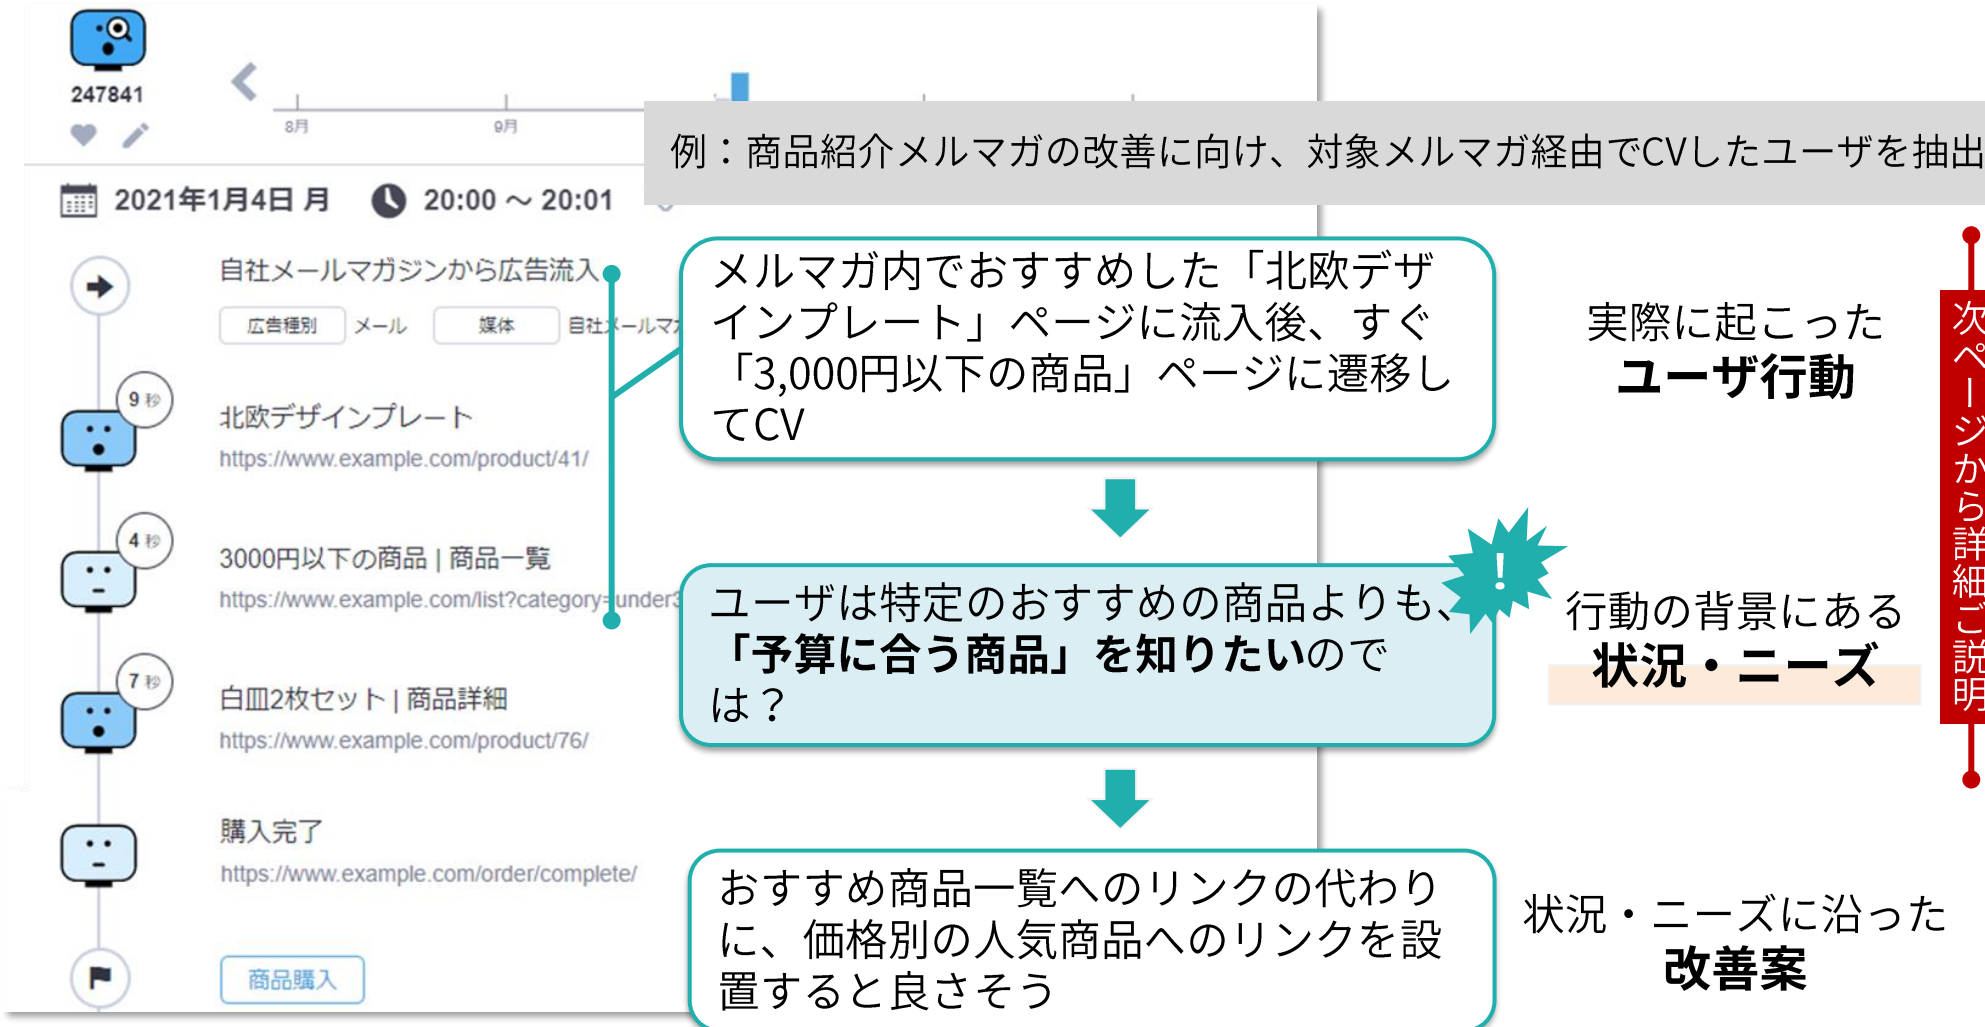 247841
8月
9月
例：商品紹介メルマガの改善に向け、対象メルマガ経由でCVしたユーザを抽出
2021年1月4日 月
20:00 ～ 20:01
自社メールマガジンから広告流入
広告種別 メール 媒体 自社メールマガ
9 秒
北欧デザインプレート
https://www.example.com/product/41/
4 秒
3000円以下の商品 | 商品一覧
https://www.example.com/list?category=under3
7 秒
白皿2枚セット | 商品詳細
https://www.example.com/product/76/
購入完了
https://www.example.com/order/complete/
商品購入
メルマガ内でおすすめした「北欧デザ
インプレート」ページに流入後、すぐ
「3,000円以下の商品」ページに遷移し
てCV
実際に起こった
ユーザ行動
ユーザは特定のおすすめの商品よりも、
「予算に合う商品」を知りたいので
は？
!
行動の背景にある
状況・ニーズ
おすすめ商品一覧へのリンクの代わり
に、価格別の人気商品へのリンクを設
置すると良さそう
状況・ニーズに沿った
改善案
次ページから詳細ご説明